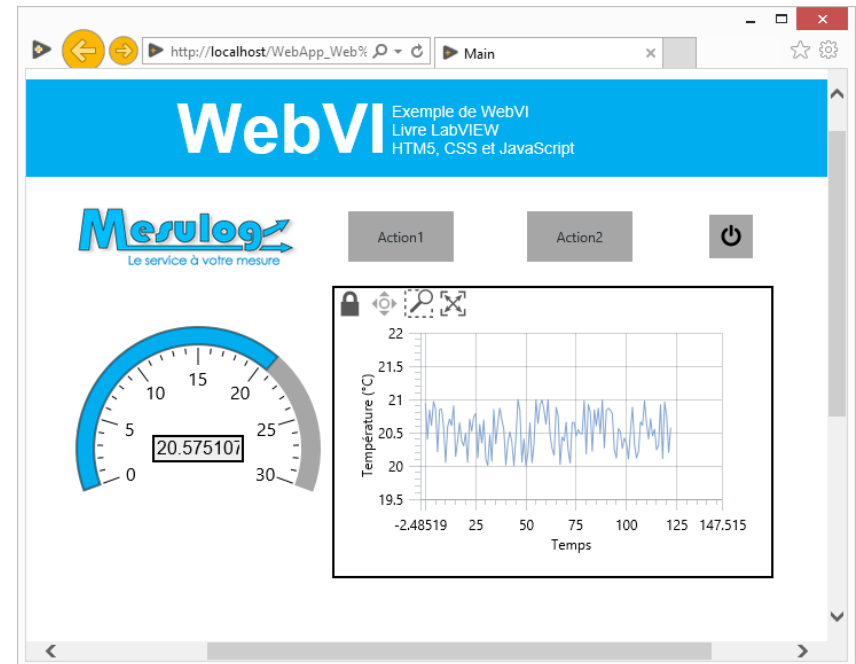 http://localhost/WebApp_Web%
Main
WebVI
Exemple de WebVI
Livre LabVIEW
HTM5, CSS et JavaScript
Mesulog
Le service à votre mesure
Action1
Action2
0
5
10
15
20
25
30
20.575107
Température (°C)
22
21.5
21
20.5
20
19.5
-2.48519 25 50 75 100 125 147.515
Temps